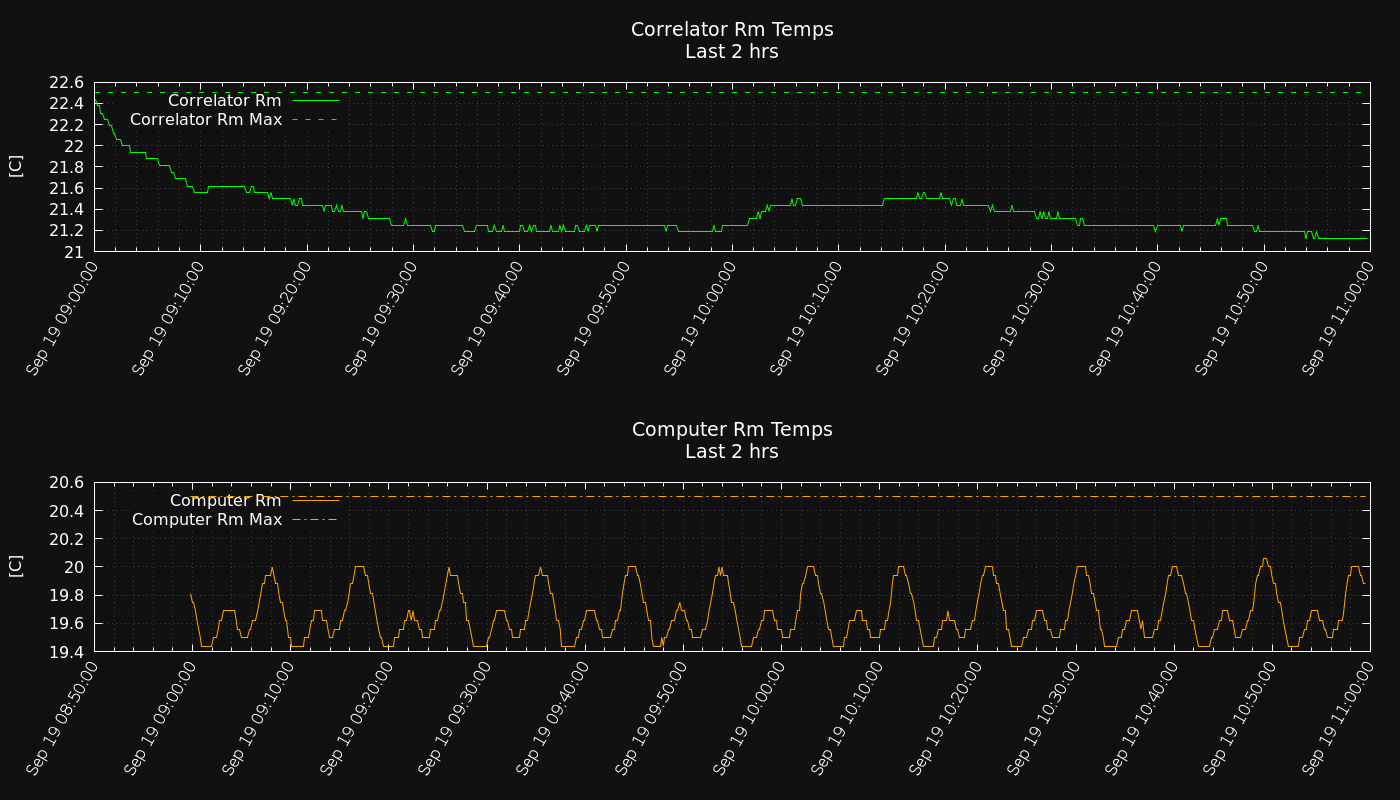 Correlator Rm Temps
Last 2 hrs
22.6
22.4
22.2
22
21.8
21.6
21.4
21.2
21
[C]
Correlator Rm
Correlator Rm Max
Sep 19 09:00:00
Sep 19 09:10:00
Sep 19 09:20:00
Sep 19 09:30:00
Sep 19 09:40:00
Sep 19 09:50:00
Sep 19 10:00:00
Sep 19 10:10:00
Sep 19 10:20:00
Sep 19 10:30:00
Sep 19 10:40:00
Sep 19 10:50:00
Sep 19 11:00:00
Computer Rm Temps
Last 2 hrs
20.6
20.4
20.2
20
19.8
19.6
19.4
[C]
Computer Rm
Computer Rm Max
Sep 19 08:50:00
Sep 19 09:00:00
Sep 19 09:10:00
Sep 19 09:20:00
Sep 19 09:30:00
Sep 19 09:40:00
Sep 19 09:50:00
Sep 19 10:00:00
Sep 19 10:10:00
Sep 19 10:20:00
Sep 19 10:30:00
Sep 19 10:40:00
Sep 19 10:50:00
Sep 19 11:00:00